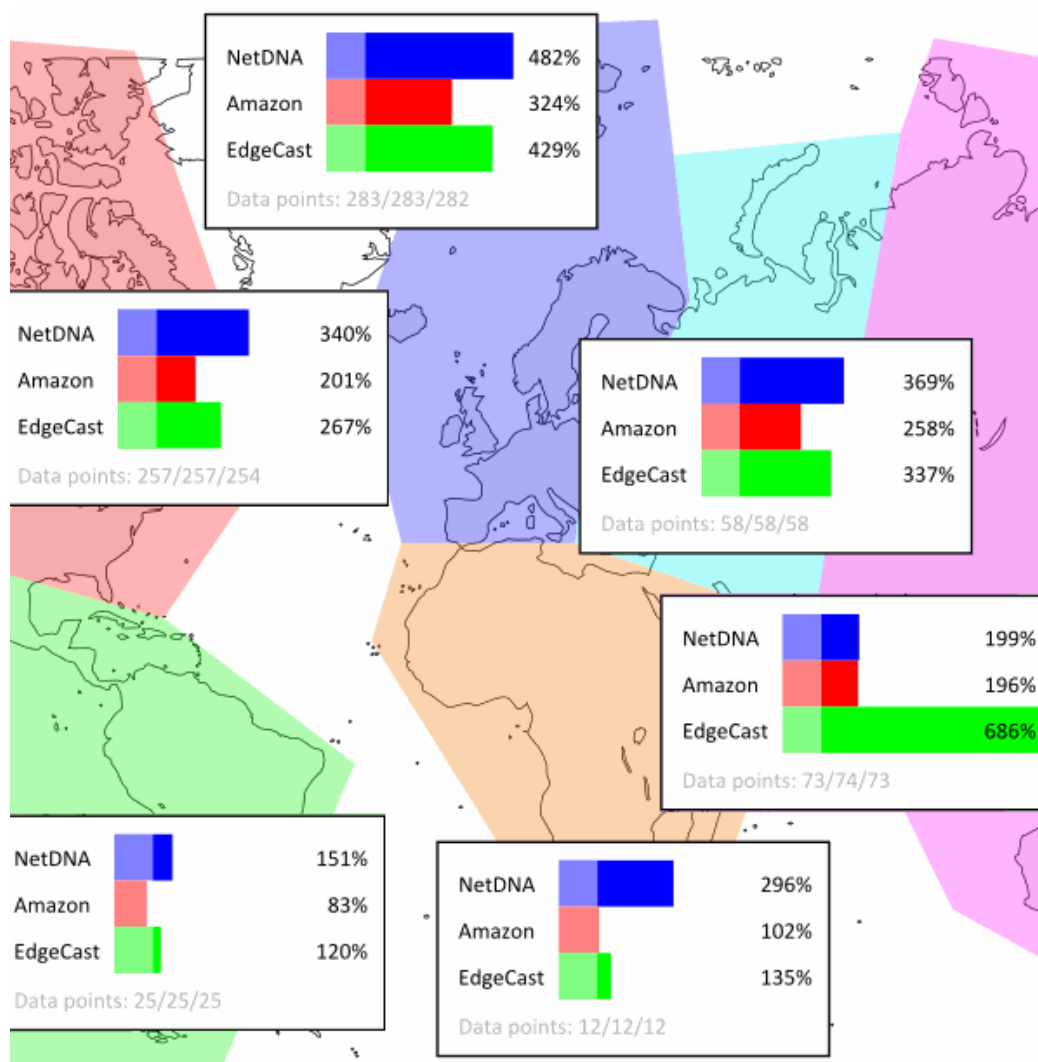 NetDNA 482%
Amazon 324%
EdgeCast 429%
Data points: 283/283/282
NetDNA 340%
Amazon 201%
EdgeCast 267%
Data points: 257/257/254
NetDNA 369%
Amazon 258%
EdgeCast 337%
Data points: 58/58/58
NetDNA 199%
Amazon 196%
EdgeCast 686%
Data points: 73/74/73
NetDNA 151%
Amazon 83%
EdgeCast 120%
Data points: 25/25/25
NetDNA 296%
Amazon 102%
EdgeCast 135%
Data points: 12/12/12